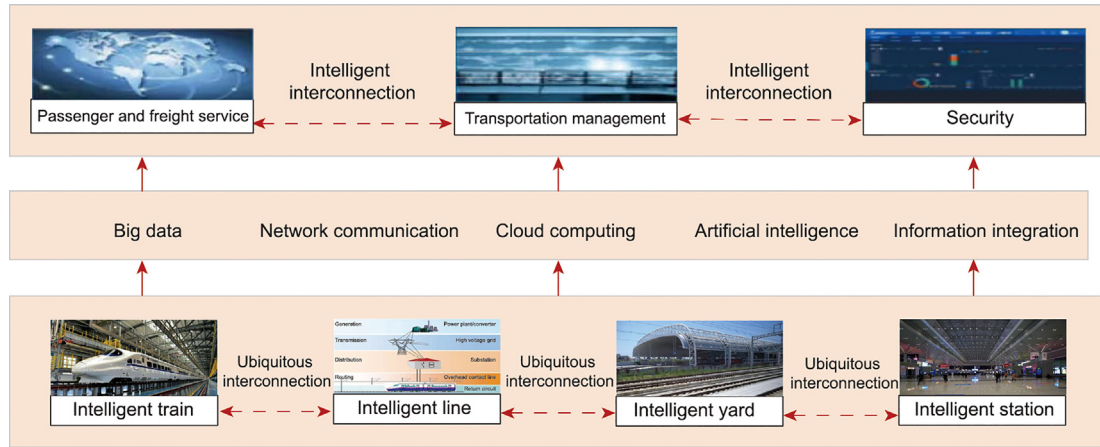 Intelligent
interconnection
Intelligent
interconnection
Passenger and freight service
Transportation management
Security
Big data
Network communication
Cloud computing
Artificial intelligence
Information integration
Generation
Power plant/converter
Transmission
High voltage grid
Distribution
Substation
Routing
Overhead contact line
Return circuit
Ubiquitous
interconnection
Ubiquitous
interconnection
Ubiquitous
interconnection
Intelligent train
Intelligent line
Intelligent yard
Intelligent station